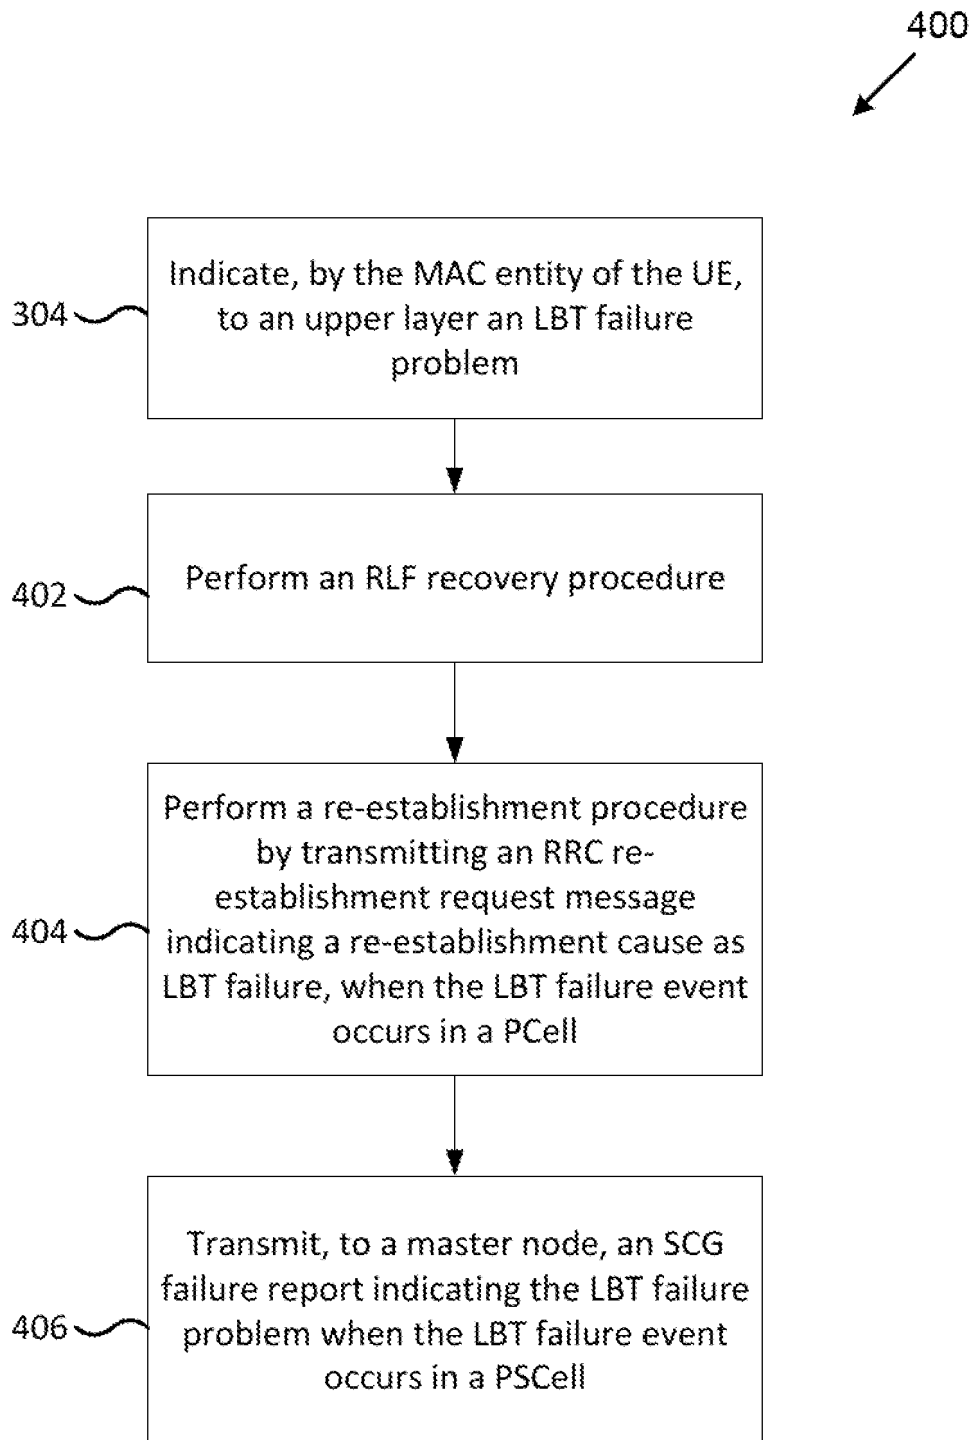 400
304
Indicate, by the MAC entity of the UE,
to an upper layer an LBT failure
problem
402
Perform an RLF recovery procedure
404
Perform a re-establishment procedure
by transmitting an RRC re-
establishment request message
indicating a re-establishment cause as
LBT failure, when the LBT failure event
occurs in a PCell
406
Transmit, to a master node, an SCG
failure report indicating the LBT failure
problem when the LBT failure event
occurs in a PSCell